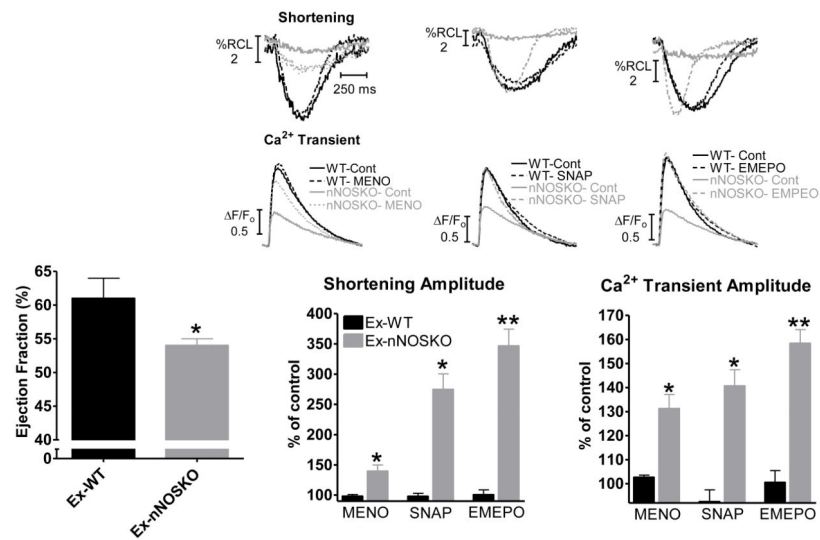 Shortening
%RCL
2
250 ms
%RCL
2
%RCL
2
Ca2+ Transient
WT-Cont
WT- MENO
nNOSKO- Cont
nNOSKO- MENO
ΔF/Fo
0.5
WT-Cont
WT- SNAP
nNOSKO- Cont
nNOSKO- SNAP
ΔF/Fo
0.5
WT- Cont
WT- EMEPO
nNOSKO- Cont
nNOSKO- EMPEO
ΔF/Fo
0.5
Ejection Fraction (%)
65
60
55
50
45
40
0
*
Ex-WT
Ex-nNOSKO
Shortening Amplitude
% of control
400
350
300
250
200
150
100
Ex-WT
Ex-nNOSKO
*
*
**
MENO SNAP EMEPO
Ca2+ Transient Amplitude
% of control
170
160
150
140
130
120
110
100
*
*
**
MENO SNAP EMEPO